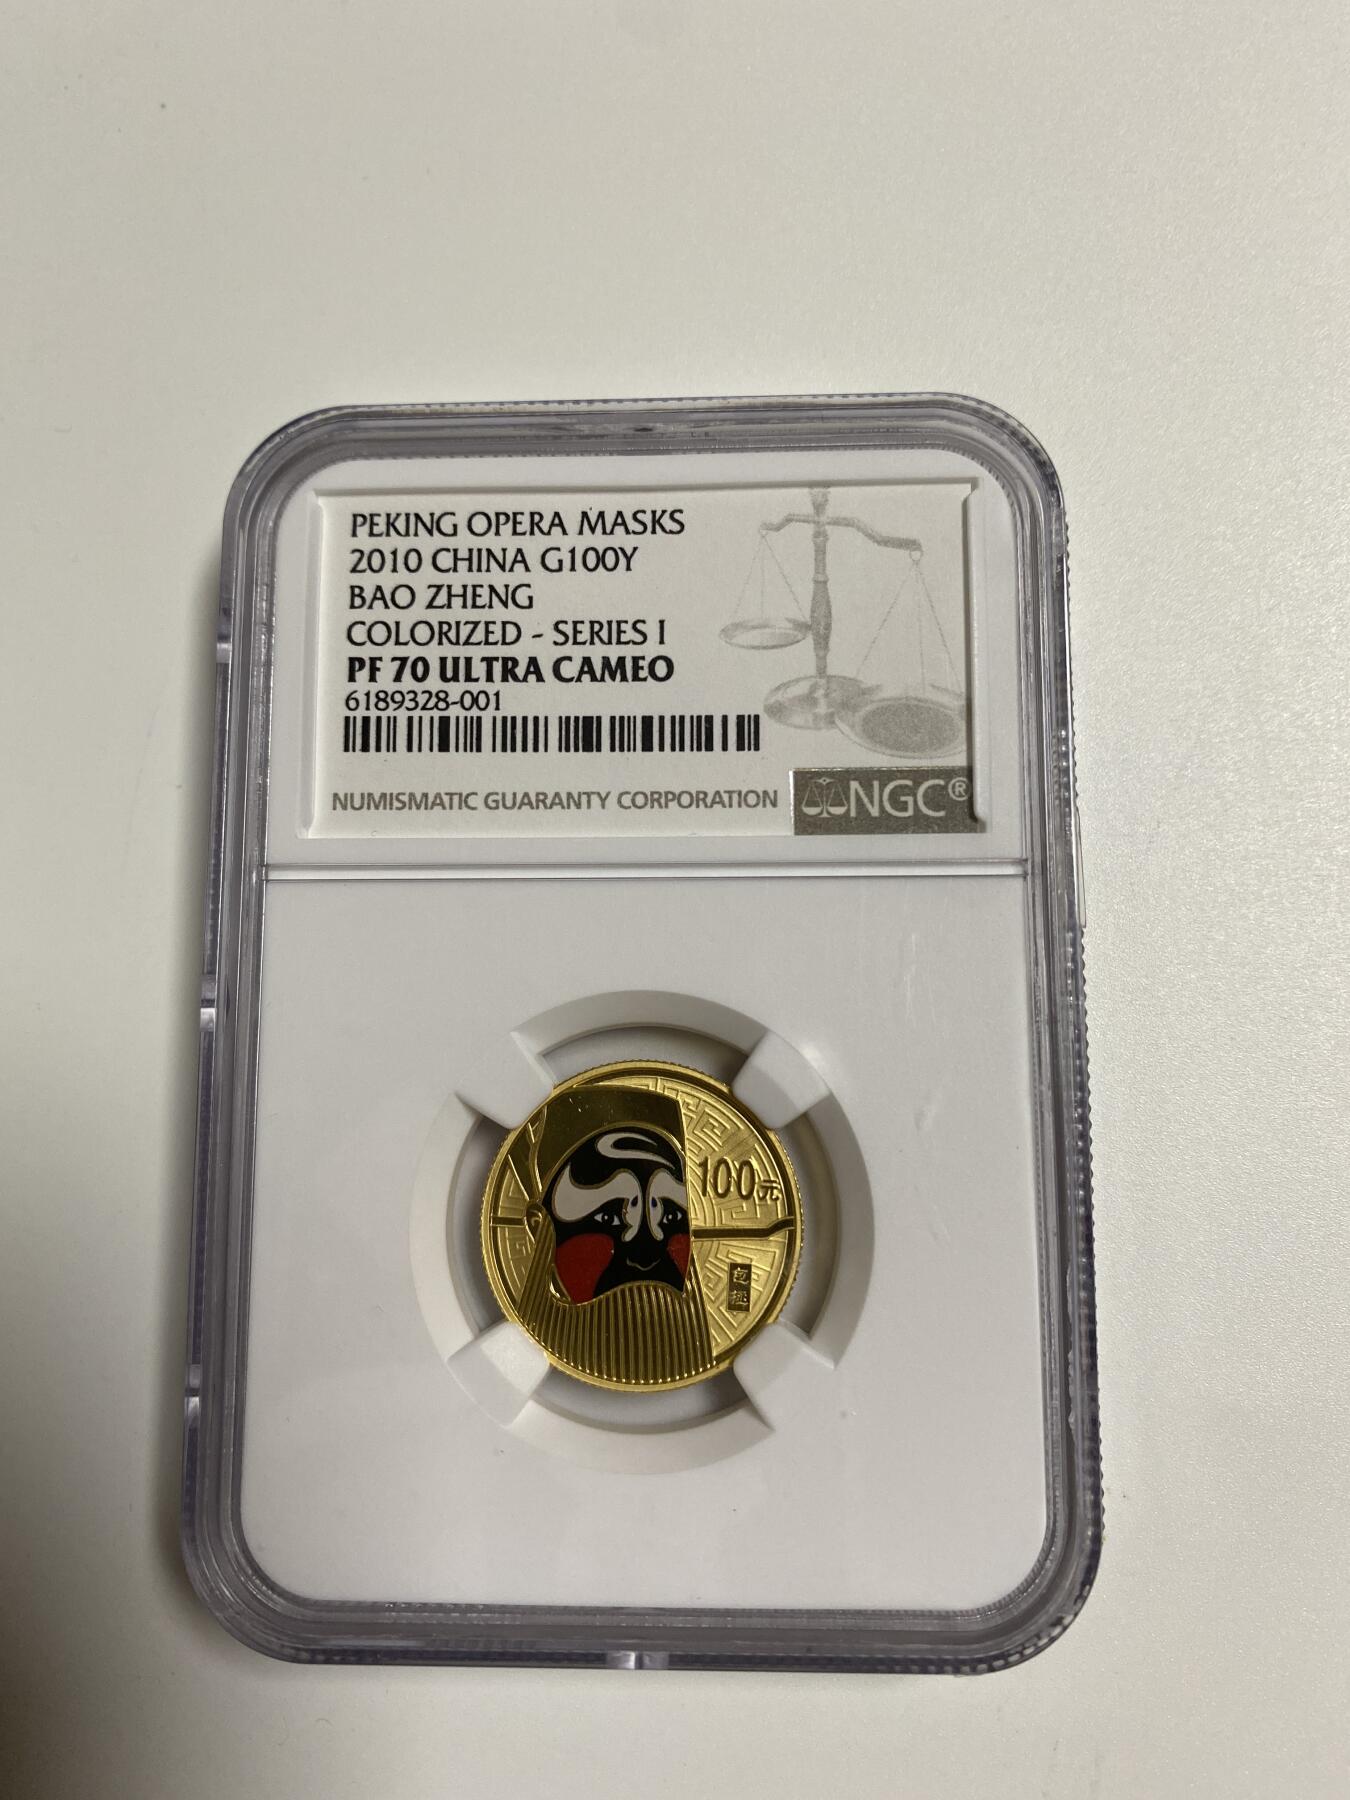 PEKING OPERA MASKS
2010 CHINA G100Y
BAO ZHENG
COLORIZED - SERIES I
PF 70 ULTRA CAMEO
6189328-001
NUMISMATIC GUARANTY CORPORATION
NGC®
100元
包拯